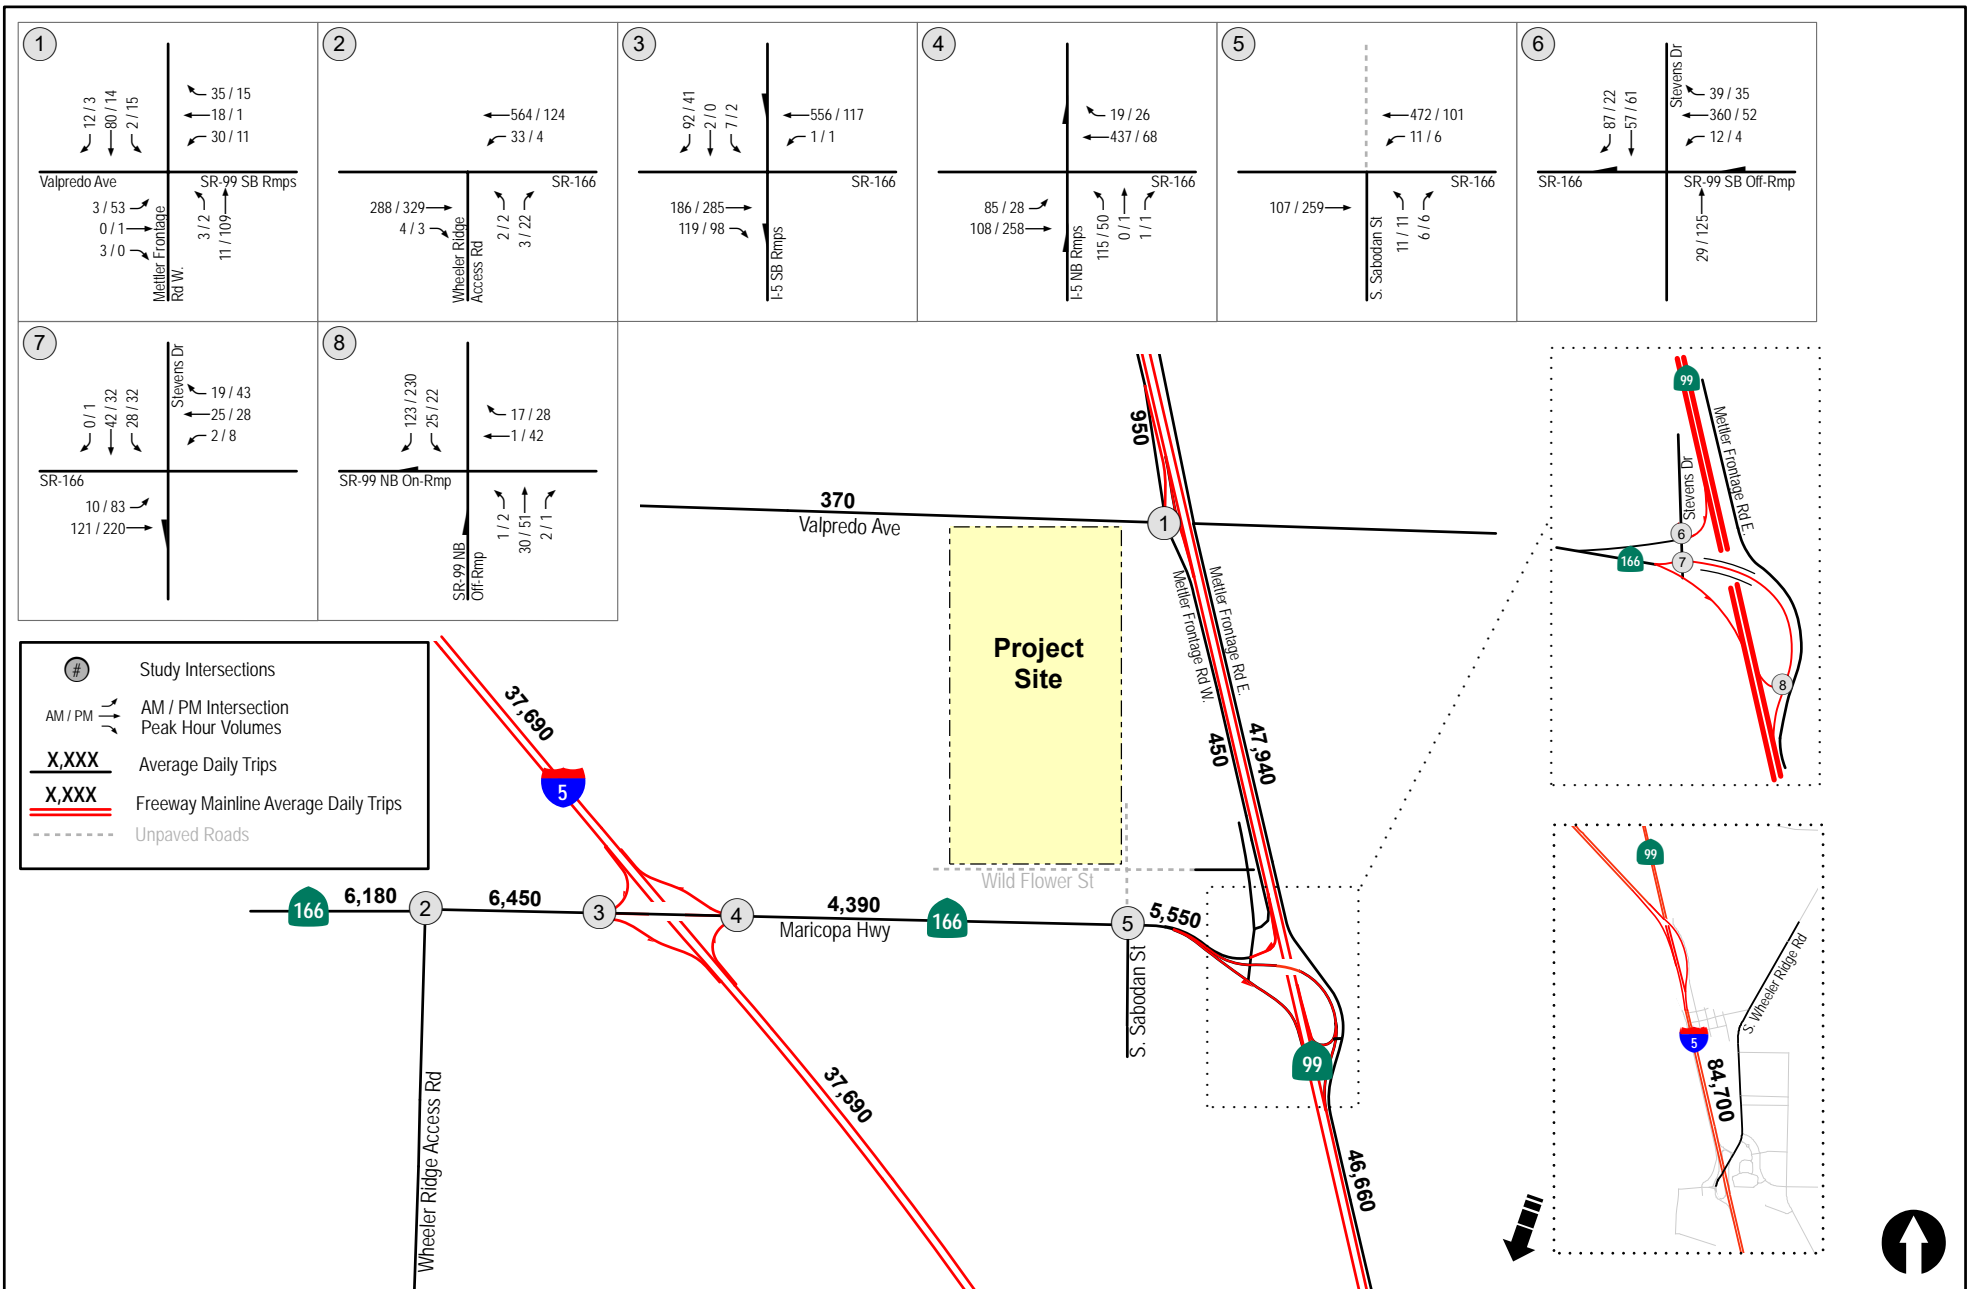 1
12 / 3
80 / 14
2 / 15
35 / 15
18 / 1
30 / 11
Valpredo Ave
SR-99 SB Rmps
3 / 53
0 / 1
3 / 0
Mettler Frontage
Rd W.
3 / 2
11 / 109
2
564 / 124
33 / 4
SR-166
288 / 329
4 / 3
Wheeler Ridge
Access Rd
2 / 2
3 / 22
3
92 / 41
2 / 0
7 / 2
556 / 117
1 / 1
SR-166
186 / 285
119 / 98
I-5 SB Rmps
4
19 / 26
437 / 68
SR-166
85 / 28
108 / 258
I-5 NB Rmps
115 / 50
0 / 1
1 / 1
5
472 / 101
11 / 6
SR-166
107 / 259
S. Sabodan St
11 / 11
6 / 6
6
87 / 22
57 / 61
Stevens Dr
39 / 35
360 / 52
12 / 4
SR-166
SR-99 SB Off-Rmp
29 / 125
7
0 / 1
42 / 32
28 / 32
Stevens Dr
19 / 43
25 / 28
2 / 8
SR-166
10 / 83
121 / 220
8
123 / 230
25 / 22
17 / 28
1 / 42
SR-99 NB On-Rmp
SR-99 NB
Off-Rmp
1 / 2
30 / 51
2 / 1
#
Study Intersections
AM / PM
AM / PM Intersection
Peak Hour Volumes
X,XXX
Average Daily Trips
X,XXX
Freeway Mainline Average Daily Trips
Unpaved Roads
950
370
Valpredo Ave
1
Project
Site
Mettler Frontage Rd W.
Mettler Frontage Rd E.
450
47,940
37,690
5
Wild Flower St
166
6,180
2
6,450
3
4
4,390
Maricopa Hwy
166
5
5,550
S. Sabodan St
99
37,690
46,660
Wheeler Ridge Access Rd
99
Mettler Frontage Rd E.
Stevens Dr
6
166
7
8
99
S. Wheeler Ridge Rd
5
84,700